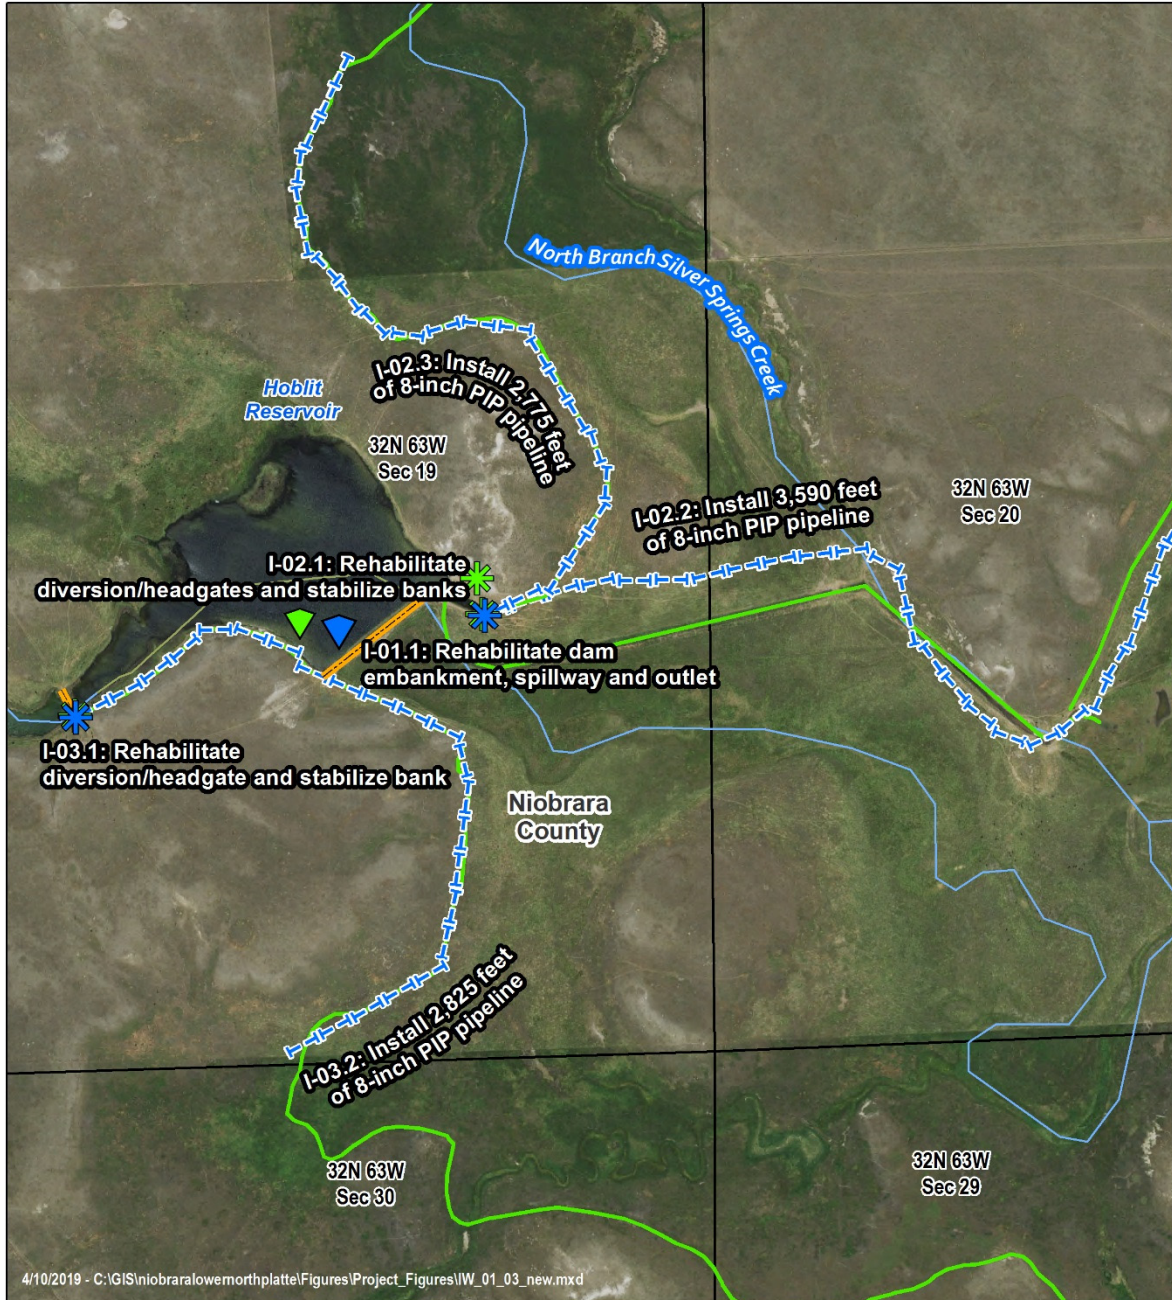 North Branch Silver Springs Creek
I-02.3: Install 2,775 feet
of 8-inch PIP pipeline
Hoblit
Reservoir
32N 63W
Sec 19
I-02.2: Install 3,590 feet
of 8-inch PIP pipeline
32N 63W
Sec 20
I-02.1: Rehabilitate
diversion/headgates and stabilize banks
I-01.1: Rehabilitate dam
embankment, spillway and outlet
I-03.1: Rehabilitate
diversion/headgate and stabilize bank
Niobrara
County
I-03.2: Install 2,825 feet
of 8-inch PIP pipeline
32N 63W
Sec 30
32N 63W
Sec 29
4/10/2019 - C:\GIS\niobraralowernorthplatte\Figures\Project_Figures\IW_01_03_new.mxd